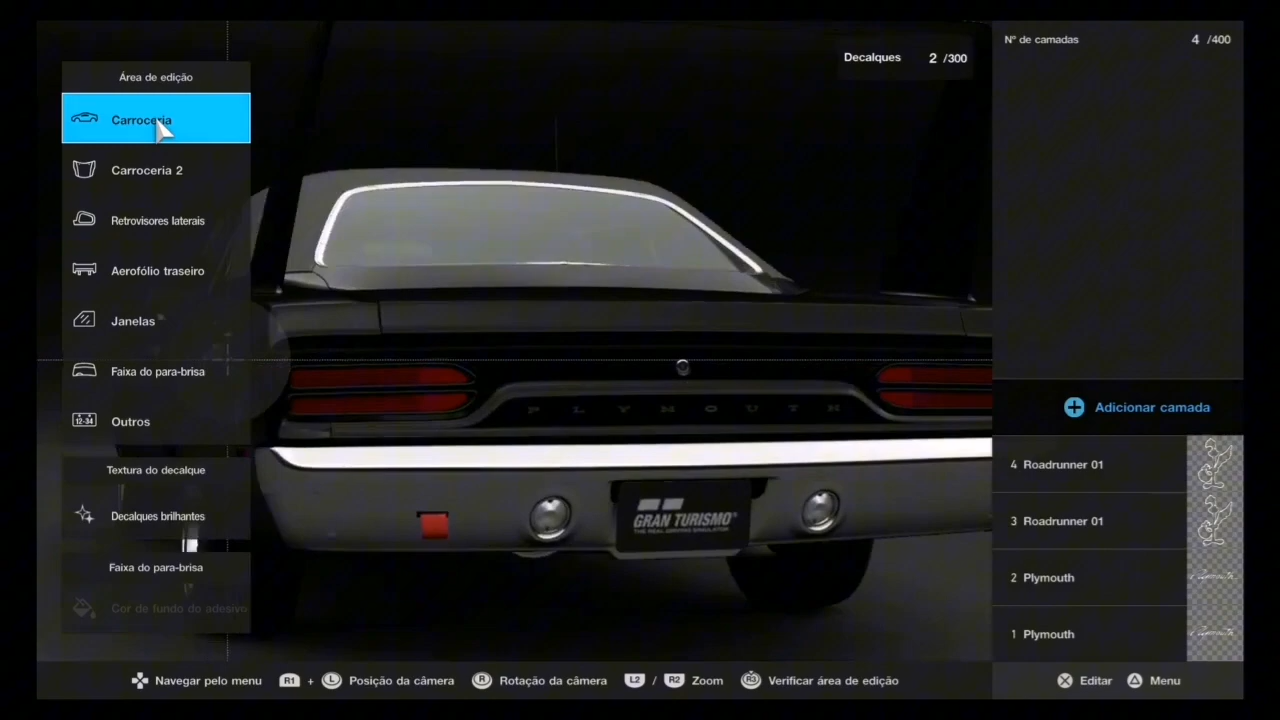 Área de edição
Carroceria
Carroceria 2
Retrovisores laterais
Aerofólio traseiro
Janelas
Faixa do para-brisa
12-34
Outros
Textura do decalque
Decalques brilhantes
Faixa do para-brisa
Cor de fundo do adesivo
Decalques 2 /300
PLYMOUTH
GRAN TURISMO®
THE REAL DRIVING SIMULATOR
Nº de camadas 4 /400
Adicionar camada
4 Roadrunner 01
3 Roadrunner 01
2 Plymouth
1 Plymouth
Navegar pelo menu R1 + L Posição da câmera R Rotação da câmera L2 / R2 Zoom R3 Verificar área de edição
Editar Menu